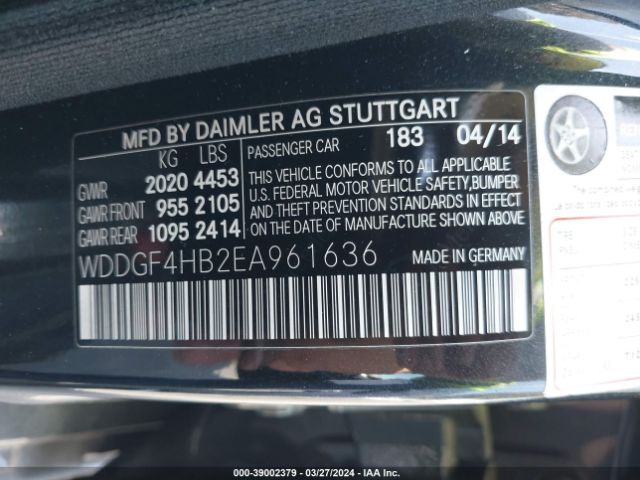 MFD BY DAIMLER AG STUTTGART
KG LBS
GVWR 2020 4453
GAWR FRONT 955 2105
GAWR REAR 1095 2414
PASSENGER CAR 183 04/14
THIS VEHICLE CONFORMS TO ALL APPLICABLE
U.S. FEDERAL MOTOR VEHICLE SAFETY,BUMPER
AND THEFT PREVENTION STANDARDS IN EFFECT
ON THE DATE OF MANUFACTURE SHOWN ABOVE
WDDGF4HB2EA961636
MADE IN GERMANY
The combined
000-39002379 | 03/27/2024 | IAA Inc.